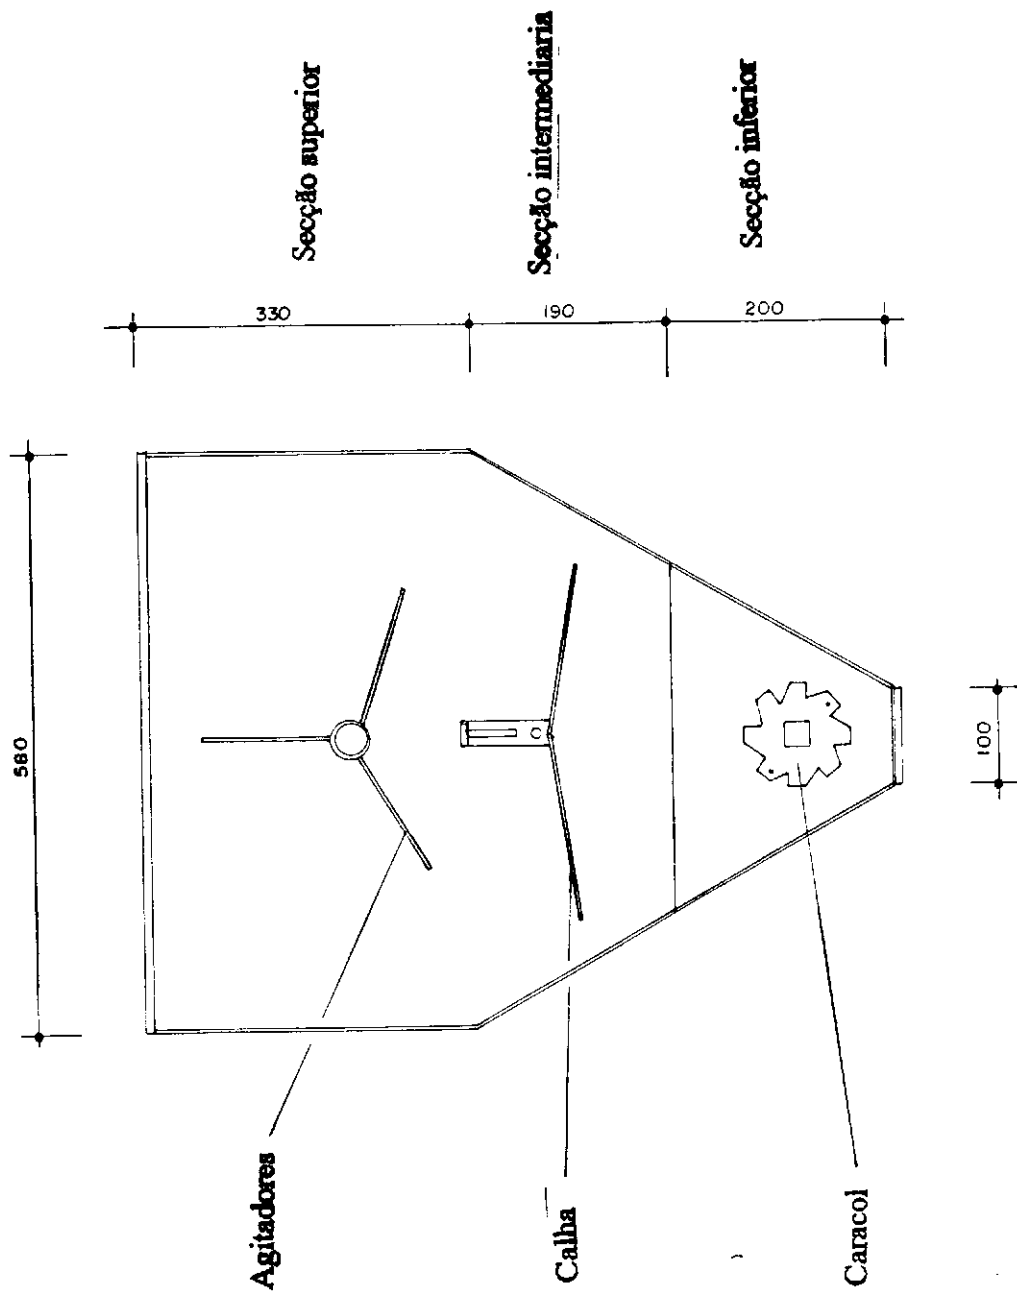 Secção superior
Secção intermediaria
Secção inferior
330
190
200
580
100
Agitadores
Calha
Caracol